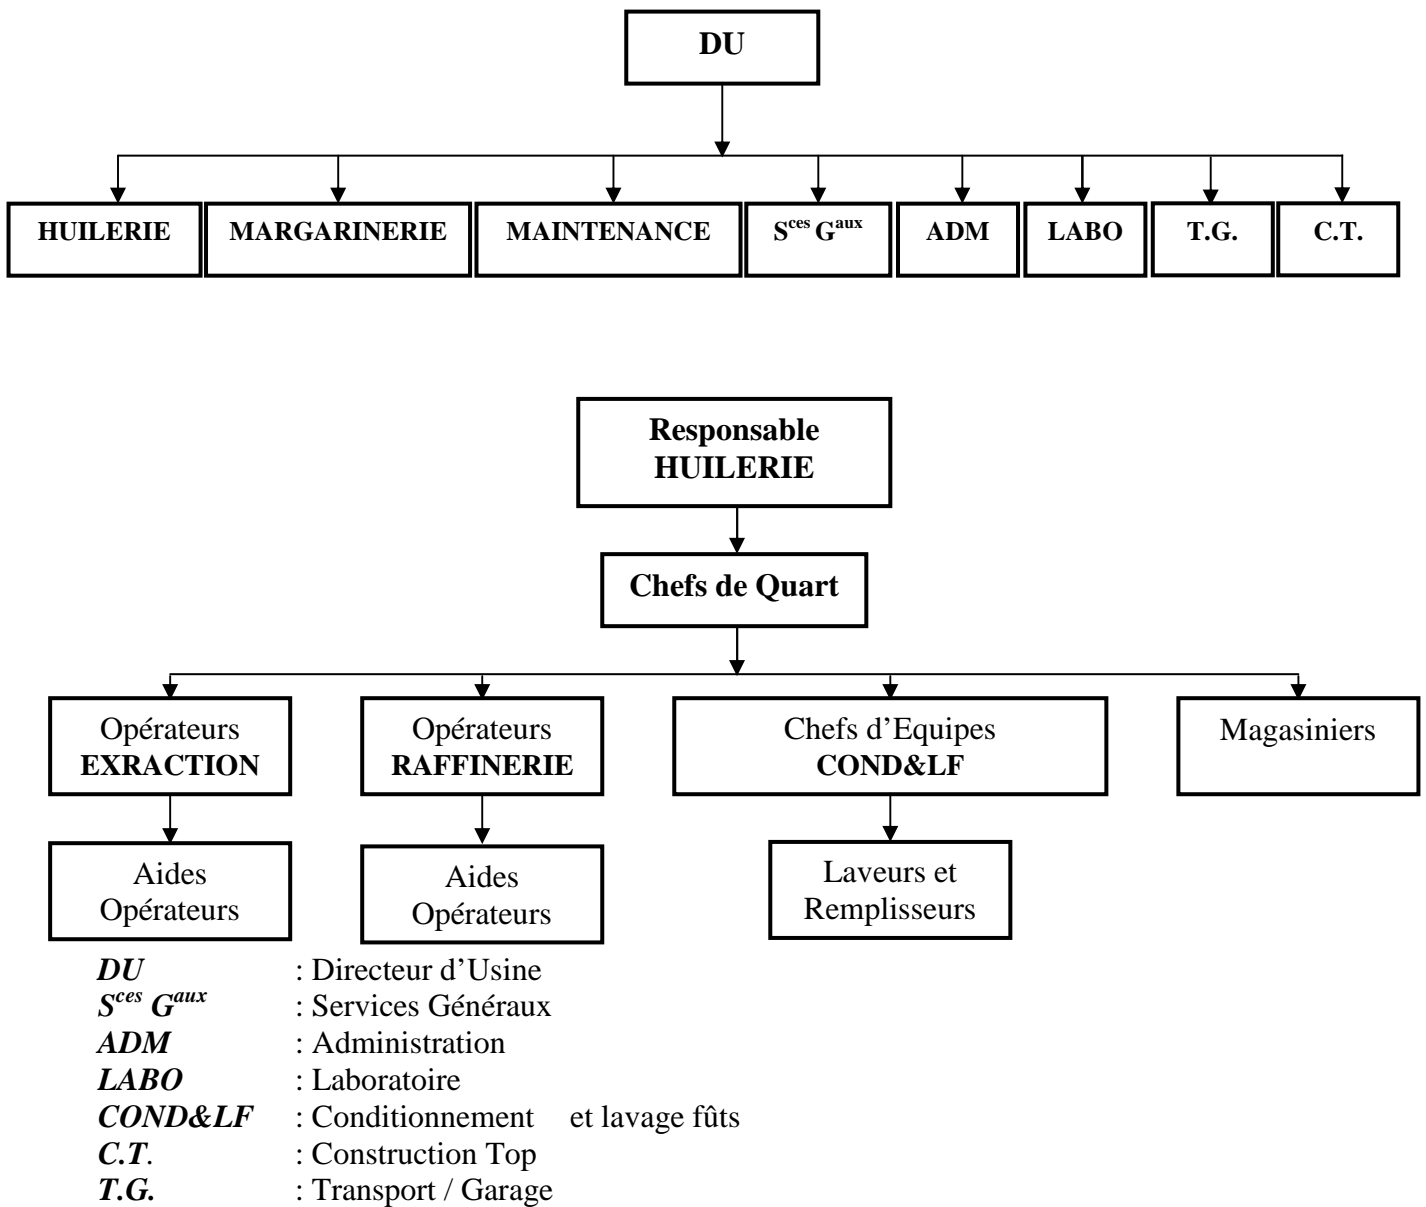 DU
HUILERIE MARGARINERIE MAINTENANCE Sces Gaux ADM LABO T.G. C.T.
Responsable
HUILERIE
Chefs de Quart
Opérateurs
EXRACTION
Opérateurs
RAFFINERIE
Chefs d’Equipes
COND&LF
Magasiniers
Aides
Opérateurs
Aides
Opérateurs
Laveurs et
Remplisseurs
DU : Directeur d’Usine
Sces Gaux : Services Généraux
ADM : Administration
LABO : Laboratoire
COND&LF : Conditionnement et lavage fûts
C.T. : Construction Top
T.G. : Transport / Garage